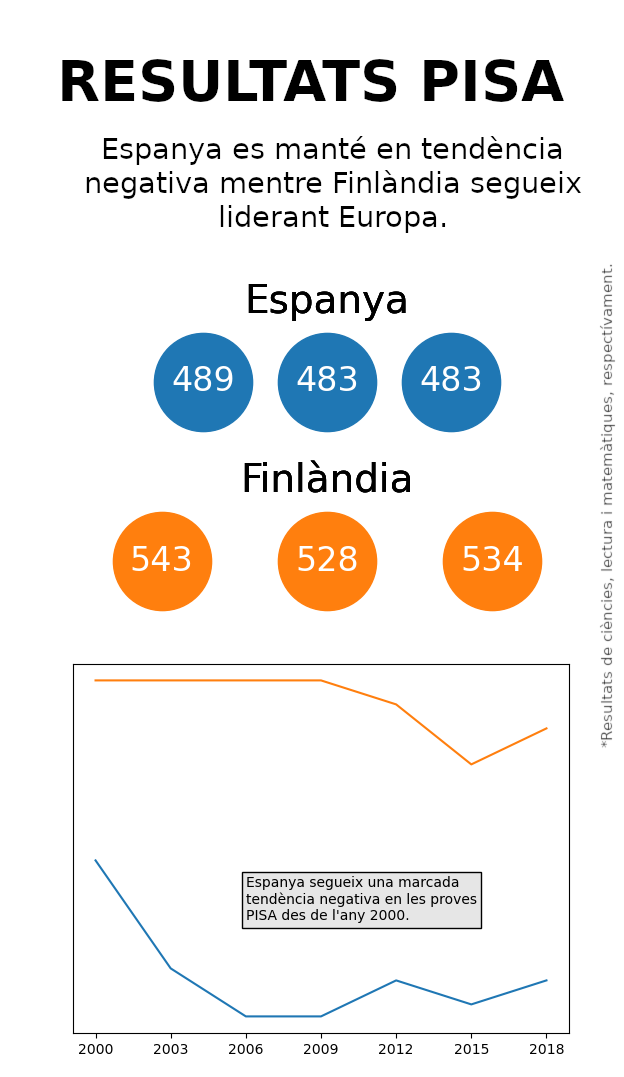 RESULTATS PISA
Espanya es manté en tendència
negativa mentre Finlàndia segueix
liderant Europa.
Espanya
489 483 483
Finlàndia
543 528 534
*Resultats de ciències, lectura i matemàtiques, respectívament.
Espanya segueix una marcada
tendència negativa en les proves
PISA des de l'any 2000.
2000 2003 2006 2009 2012 2015 2018